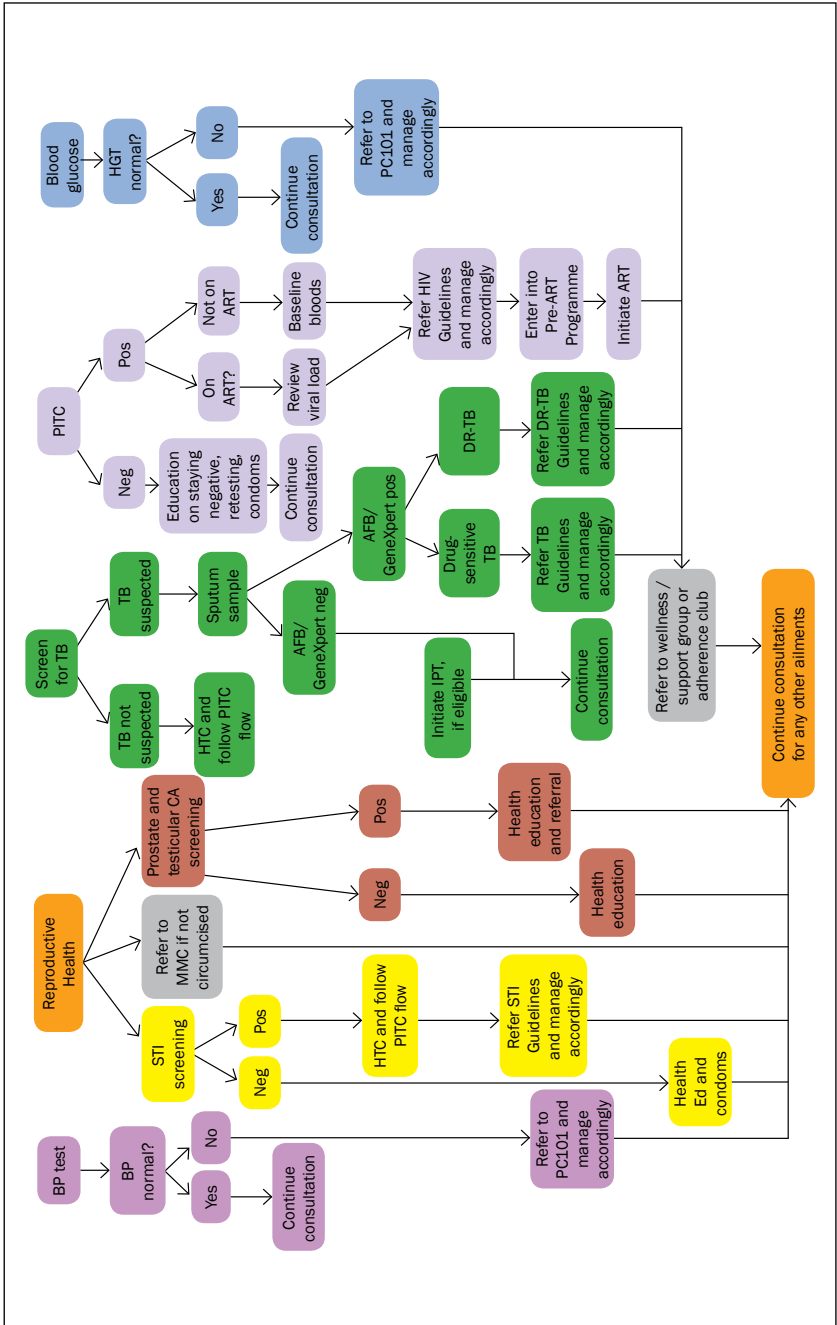 BP test
BP
normal?
Yes
No
Continue
consultation
Refer to
PC101 and
manage
accordingly
Reproductive
Health
STI
screening
Neg
Pos
HTC and follow
PITC flow
Refer STI
Guidelines
and manage
accordingly
Health
Ed and
condoms
Refer to
MMC if not
circumcised
Prostate and
testicular CA
screening
Neg
Pos
Health
education
Health
education
and referral
Screen
for TB
TB not
suspected
HTC and
follow PITC
flow
TB
suspected
Sputum
sample
AFB/
GeneXpert neg
Initiate IPT,
if eligible
Continue
consultation
AFB/
GeneXpert pos
Drug-
sensitive
TB
Refer TB
Guidelines
and manage
accordingly
DR-TB
Refer DR-TB
Guidelines
and manage
accordingly
PITC
Neg
Education
on staying
negative,
retesting,
condoms
Continue
consultation
Pos
On
ART?
Review
viral load
Not on
ART
Baseline
bloods
Refer HIV
Guidelines
and manage
accordingly
Enter into
Pre-ART
Programme
Initiate ART
Blood
glucose
HGT
normal?
Yes
No
Continue
consultation
Refer to
PC101 and
manage
accordingly
Refer to wellness /
support group or
adherence club
Continue consultation
for any other ailments